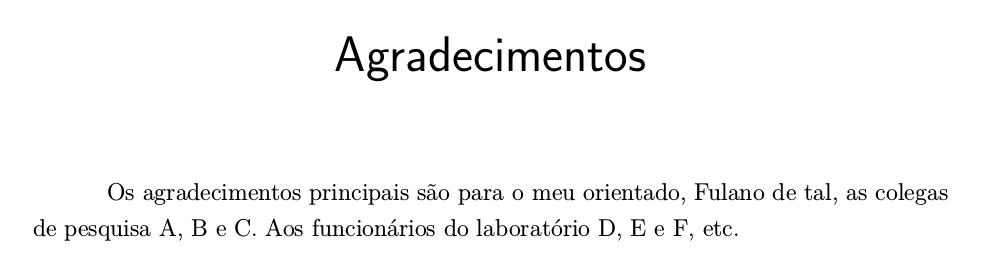 Agradecimentos
Os agradecimentos principais são para o meu orientado, Fulano de tal, as colegas
de pesquisa A, B e C. Aos funcionários do laboratório D, E e F, etc.